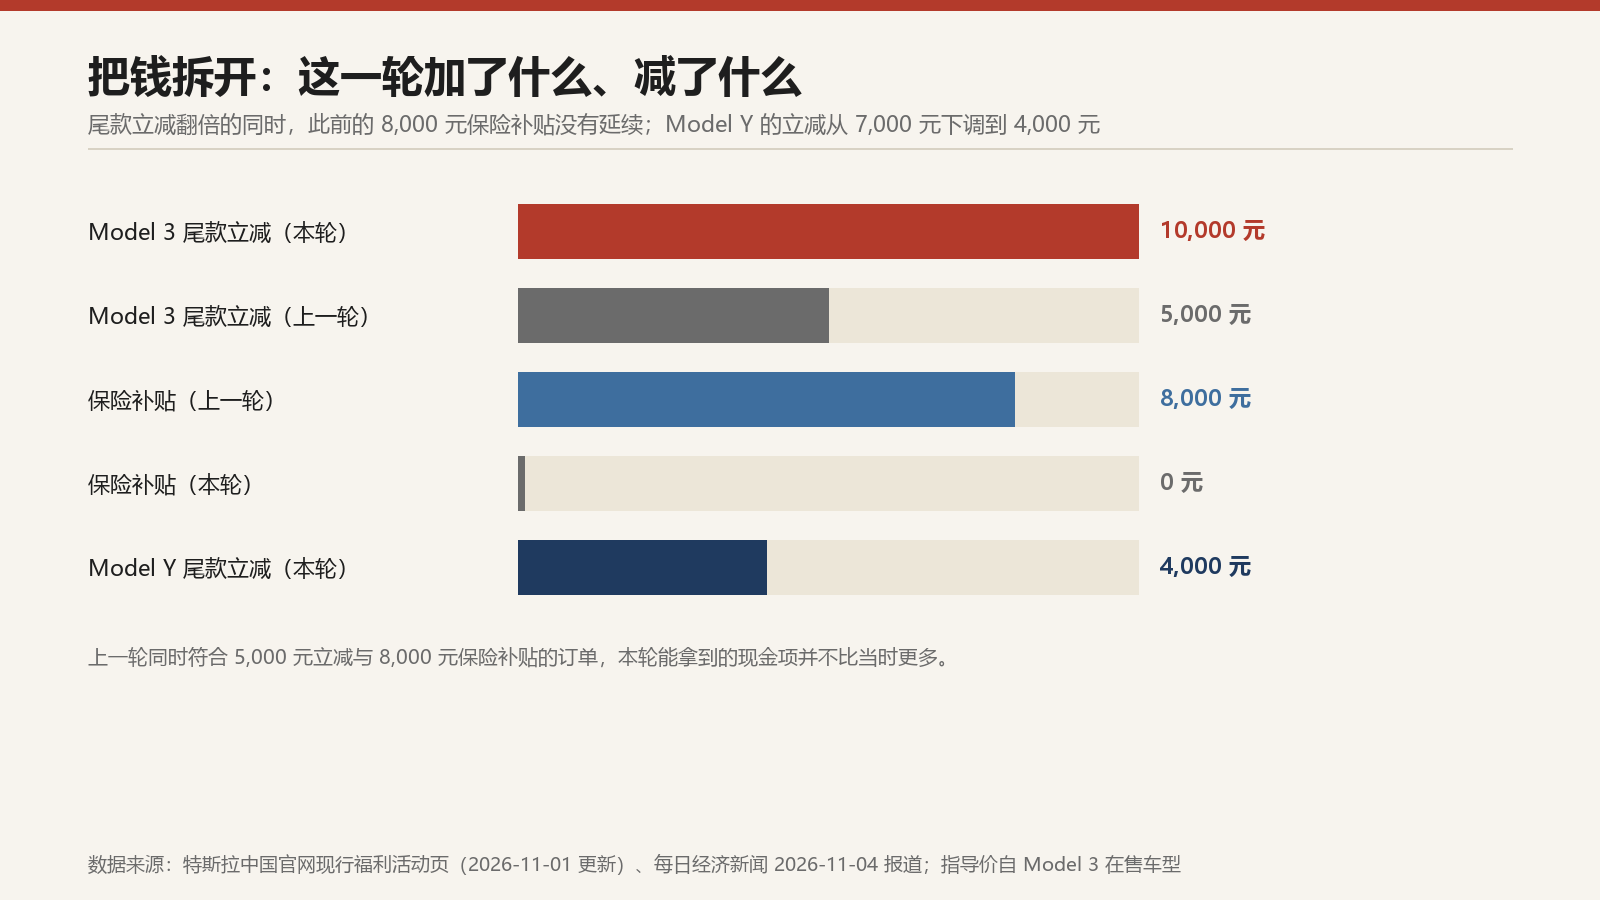 把钱拆开：这一轮加了什么、减了什么
尾款立减翻倍的同时，此前的 8,000 元保险补贴没有延续；Model Y 的立减从 7,000 元下调到 4,000 元
Model 3 尾款立减（本轮） 10,000 元
Model 3 尾款立减（上一轮） 5,000 元
保险补贴（上一轮） 8,000 元
保险补贴（本轮） 0 元
Model Y 尾款立减（本轮） 4,000 元
上一轮同时符合 5,000 元立减与 8,000 元保险补贴的订单，本轮能拿到的现金项并不比当时更多。
数据来源：特斯拉中国官网现行福利活动页（2026-11-01 更新）、每日经济新闻 2026-11-04 报道；指导价自 Model 3 在售车型